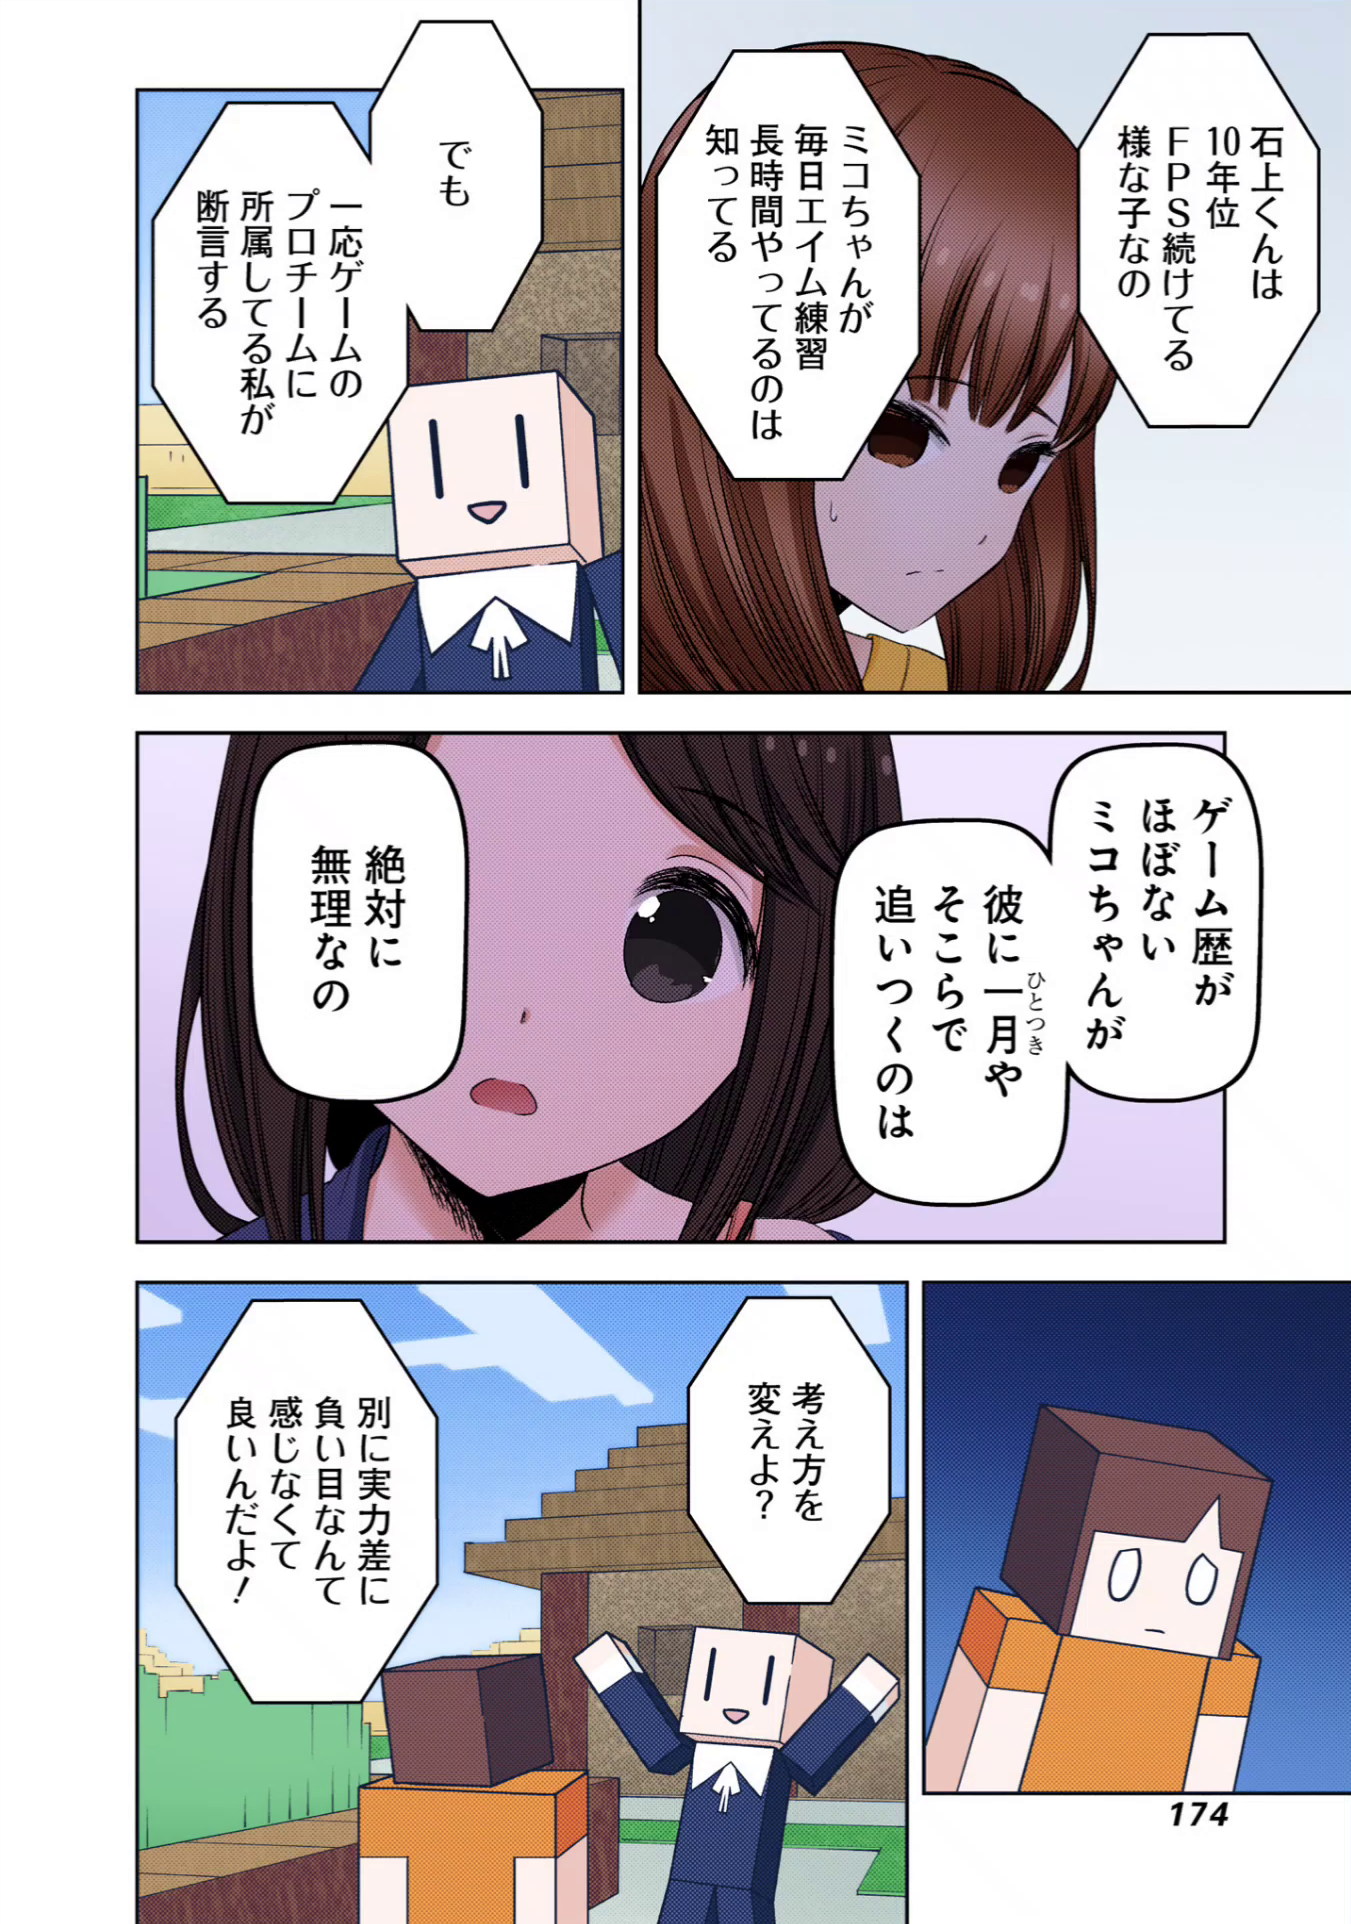 石上くんは
10年位
FPS続けてる
様な子なの
ミコちゃんが
毎日エイム練習
長時間やってるのは
知ってる
でも
一応ゲームの
プロチームに
所属してる私が
断言する
ゲーム歴が
ほぼない
ミコちゃんが
彼に一月や
ひとつき
そこらで
追いつくのは
絶対に
無理なの
考え方を
変えよ？
別に実力差に
負い目なんて
感じなくて
良いんだよ！
174